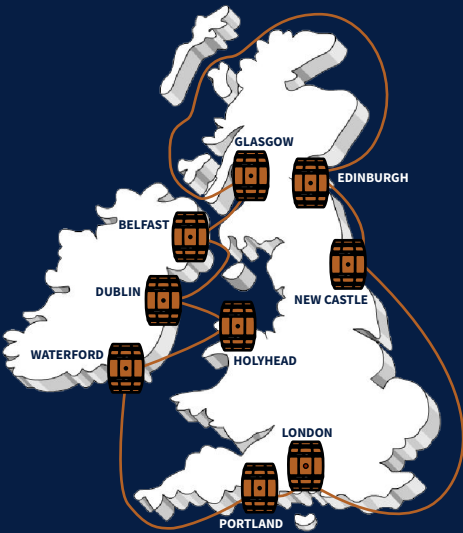 GLASGOW
EDINBURGH
BELFAST
DUBLIN
NEW CASTLE
WATERFORD
HOLYHEAD
LONDON
PORTLAND